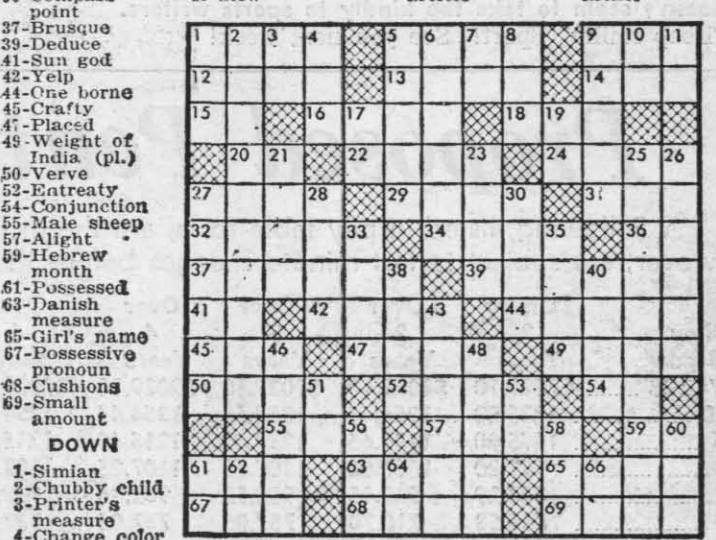 point
37-Brusque
39-Deduce
41-Sun god
42-Yelp
44-One borne
45-Crafty
47-Placed
49-Weight of
India (pl.)
50-Verve
52-Entreaty
54-Conjunction
55-Male sheep
57-Alight
59-Hebrew
month
61-Possessed
63-Danish
measure
65-Girl's name
67-Possessive
pronoun
68-Cushions
69-Small
amount
DOWN
1-Simian
2-Chubby child
3-Printer's
measure
4-Change color
1 2 3 4 5 6 7 8 9 10 11
12 13 14
15 16 17 18 19
20 21 22 23 24 25 26
27 28 29 30 31
32 33 34 35 36
37 38 39 40
41 42 43 44
45 46 47 48 49
50 51 52 53 54
55 56 57 58 59 60
61 62 63 64 65 66
67 68 69